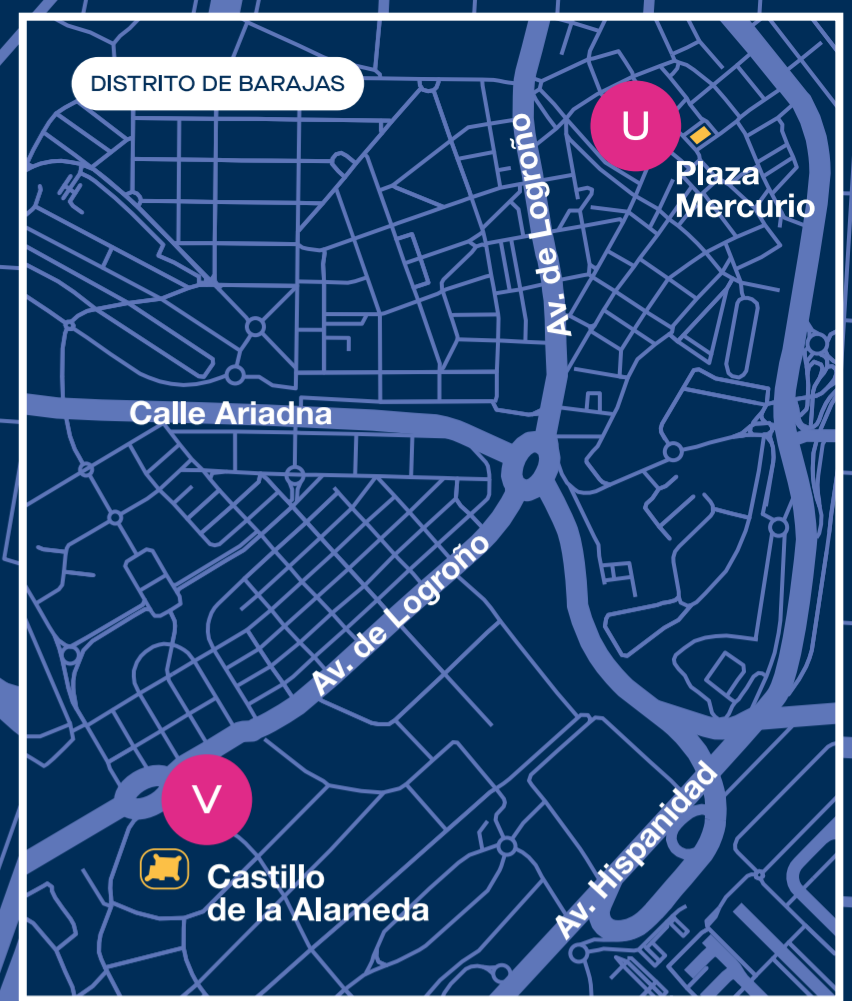 DISTRITO DE BARAJAS
U
Plaza
Mercurio
Av. de Logroño
Calle Ariadna
Av. de Logroño
V
Castillo
de la Alameda
Av. Hispanidad